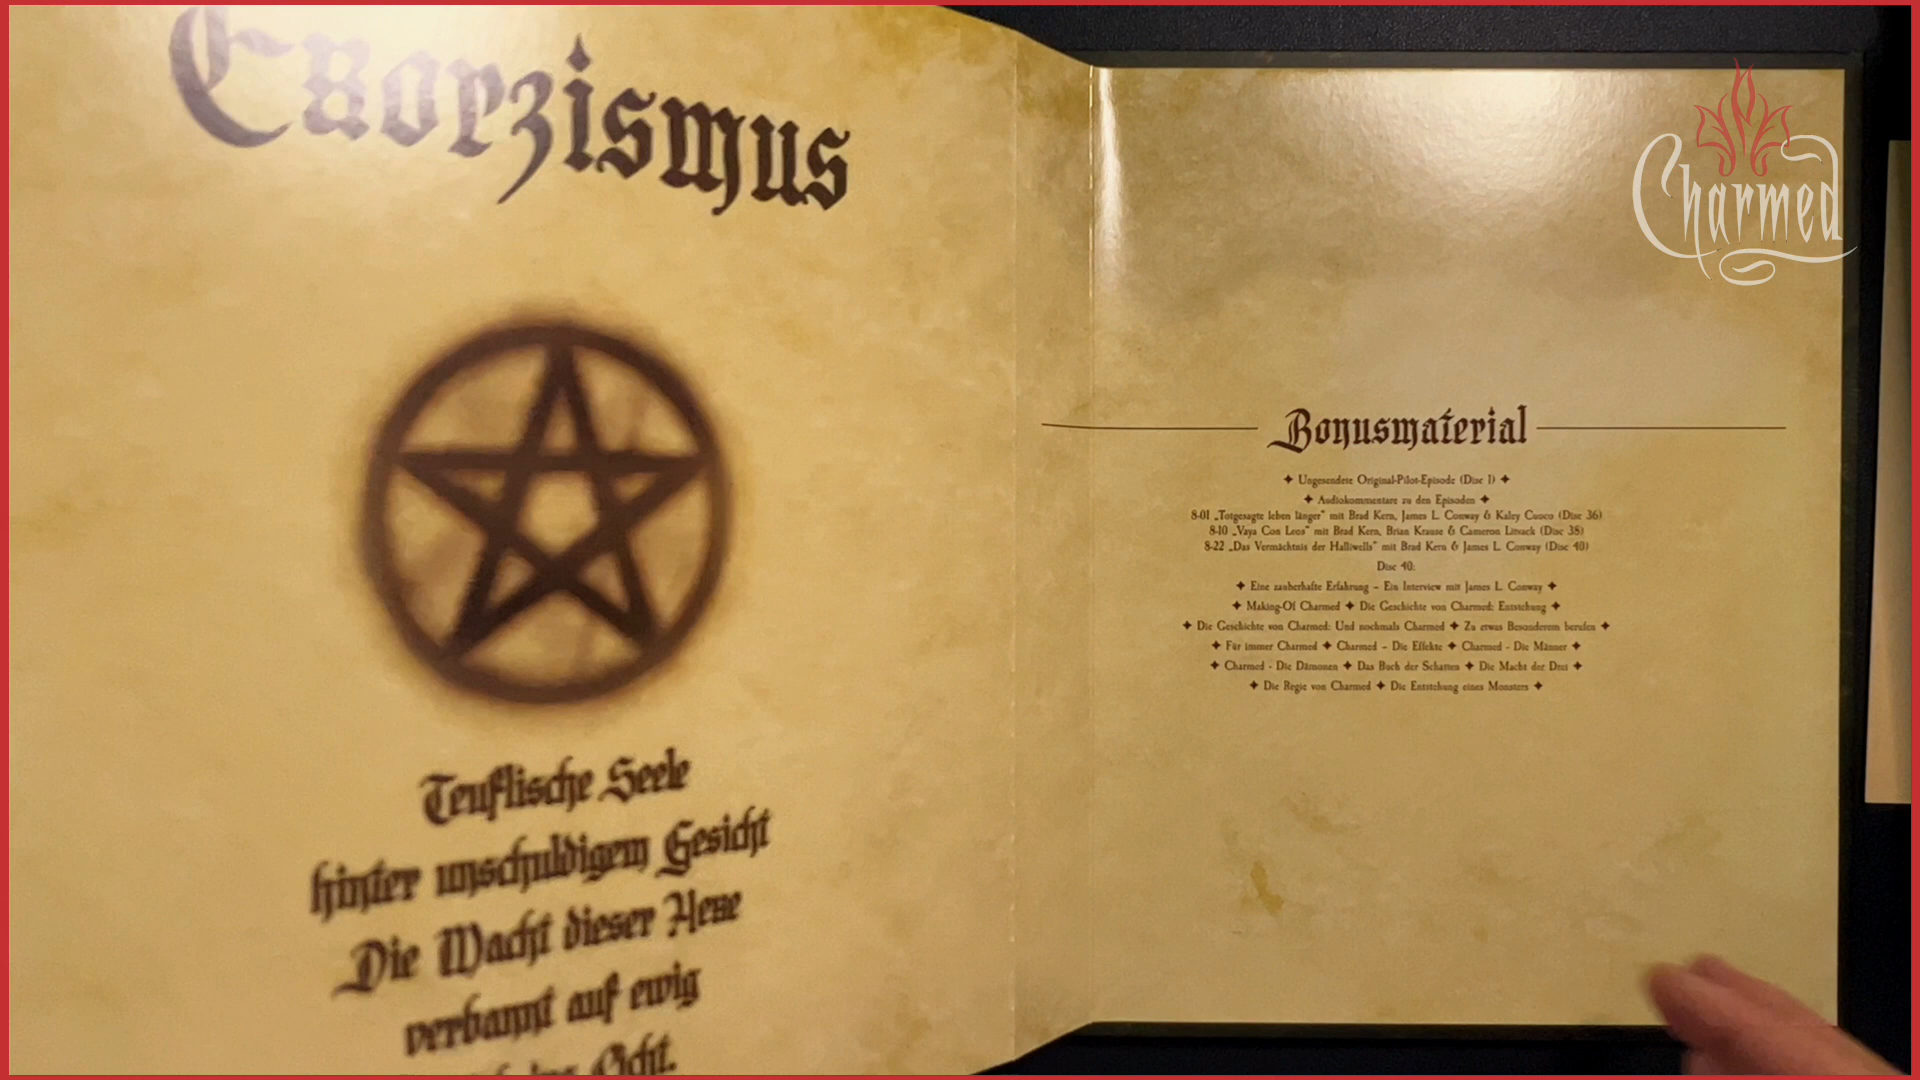 Exorzismus
Teuflische Seele
hinter unschuldigem Gesicht
Die Macht dieser Hexe
verbannt auf ewig
Licht.
Charmed
Bonusmaterial
✦ Ungesendete Original-Pilot-Episode (Disc 1) ✦
✦ Audiokommentare zu den Episoden ✦
8-01 „Totgesagte leben länger“ mit Brad Kern, James L. Conway & Kaley Cuoco (Disc 36)
8-10 „Vaya Con Leos“ mit Brad Kern, Brian Krause & Cameron Litvack (Disc 38)
8-22 „Das Vermächtnis der Halliwells“ mit Brad Kern & James L. Conway (Disc 40)
Disc 40:
✦ Eine zauberhafte Erfahrung – Ein Interview mit James L. Conway ✦
✦ Making-Of Charmed ✦ Die Geschichte von Charmed: Entstehung ✦
✦ Die Geschichte von Charmed: Und nochmals Charmed ✦ Zu etwas Besonderem berufen ✦
✦ Für immer Charmed ✦ Charmed – Die Effekte ✦ Charmed - Die Männer ✦
✦ Charmed - Die Dämonen ✦ Das Buch der Schatten ✦ Die Macht der Drei ✦
✦ Die Regie von Charmed ✦ Die Entstehung eines Monsters ✦